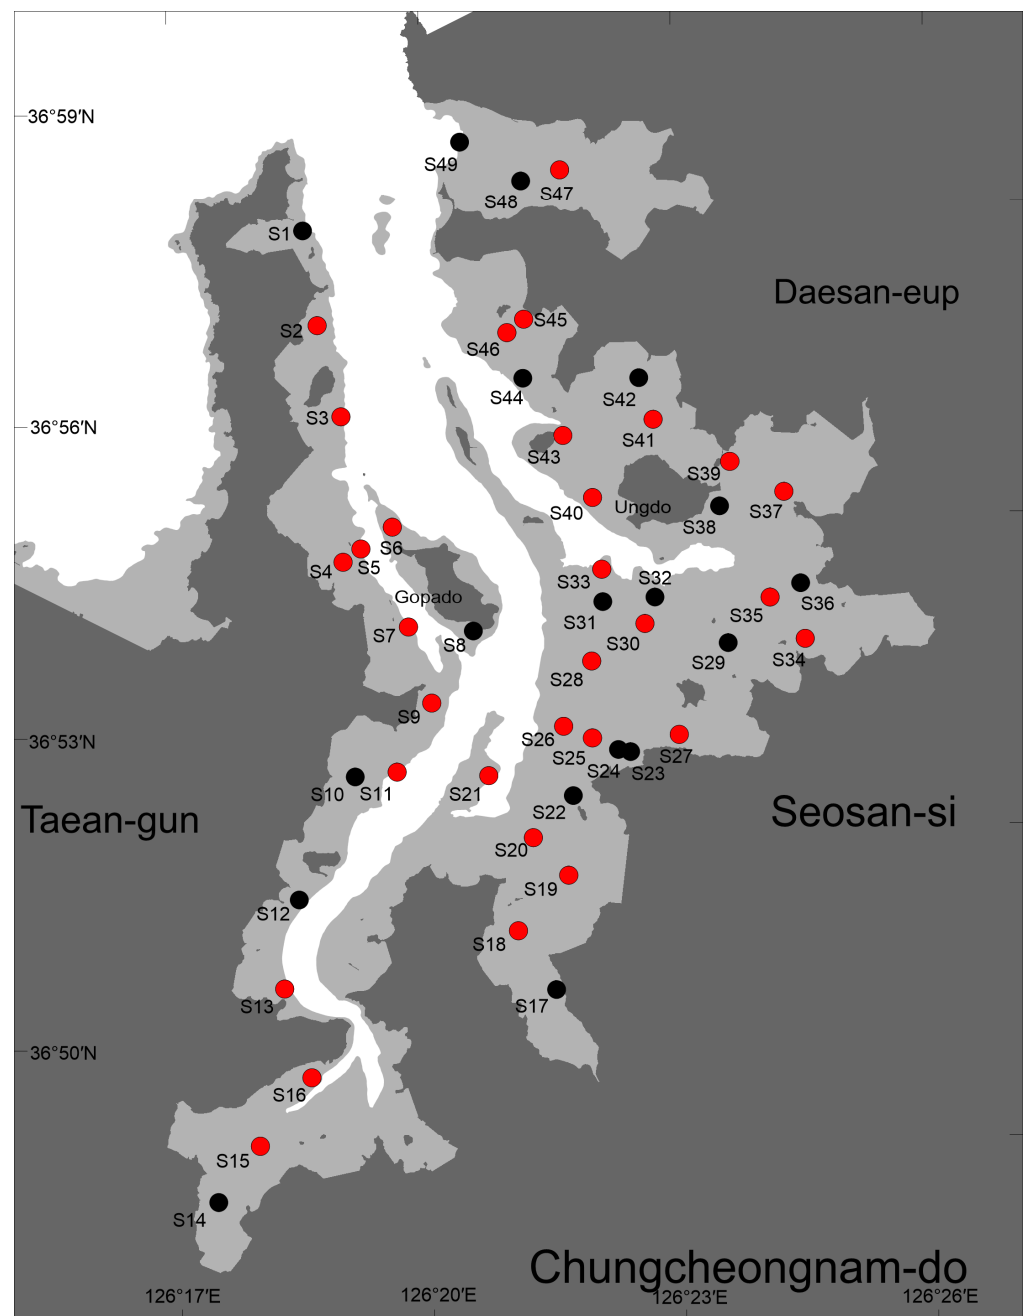 36°59′N
S49
S47
S48
S1
Daesan-eup
S2
S45
S46
S44
S42
S3
36°56′N
S41
S43
S39
S37
S40
Ungdo
S38
S6
S5
S4
S33
S32
Gopado
S36
S35
S31
S7
S8
S30
S29
S34
S28
S9
S26
36°53′N
S25
S27
S24
S23
S10
S11
S21
S22
Taean-gun
Seosan-si
S20
S19
S12
S18
S13
S17
36°50′N
S16
S15
S14
Chungcheongnam-do
126°17′E
126°20′E
126°23′E
126°26′E